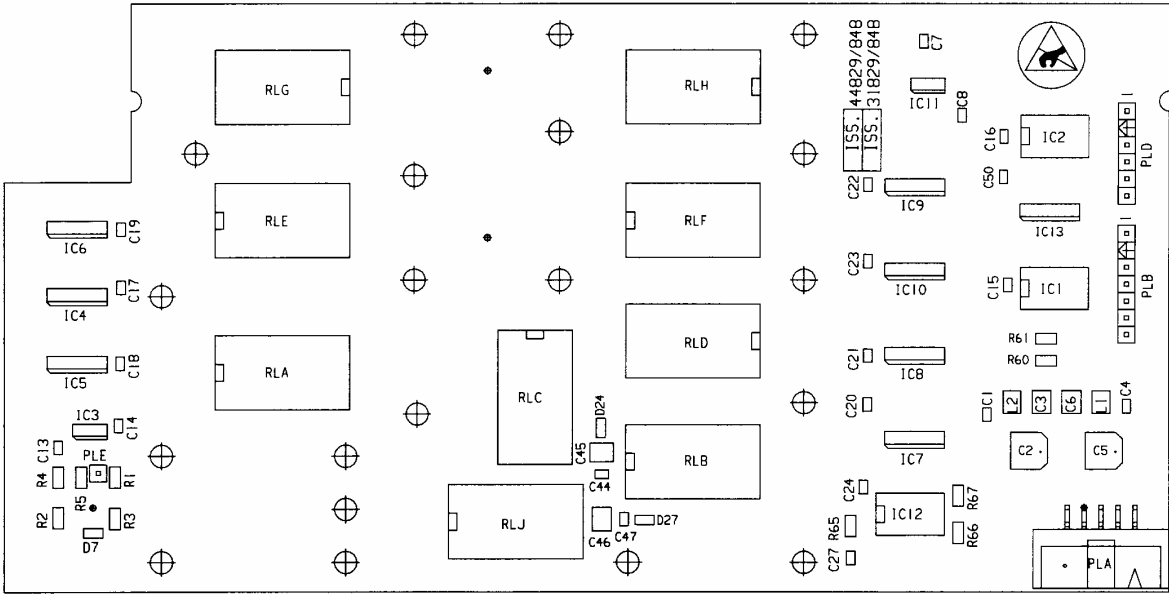 RLG
RLH
ISS. 44829/848
ISS. 31829/848
C7
IC11
C8
C16
IC2
1
PLD
C50
C22
IC9
IC13
RLE
RLF
IC6
C19
C23
IC10
C15
IC1
1
PLB
IC4
C17
R61
R60
RLD
IC5
C18
RLA
RLC
C21
IC8
IC3
C14
D24
C20
C1
L2
C3
C6
L1
C4
C13
PLE
C45
RLB
IC7
C2
C5
R4
R5
R1
C44
C24
R67
R2
R3
D7
RLJ
C46
C47
D27
R65
IC12
R66
C27
PLA